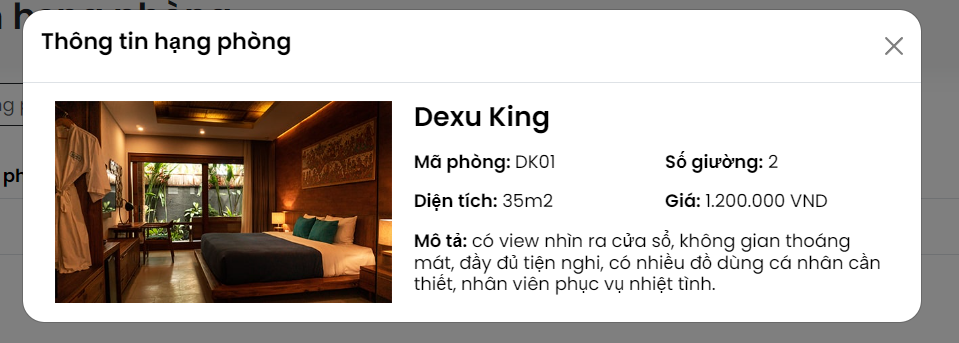 hạng phòng
Thông tin hạng phòng
Dexu King
Mã phòng: DK01
Số giường: 2
Diện tích: 35m2
Giá: 1.200.000 VND
Mô tả: có view nhìn ra cửa sổ, không gian thoáng
mát, đầy đủ tiện nghi, có nhiều đồ dùng cá nhân cần
thiết, nhân viên phục vụ nhiệt tình.